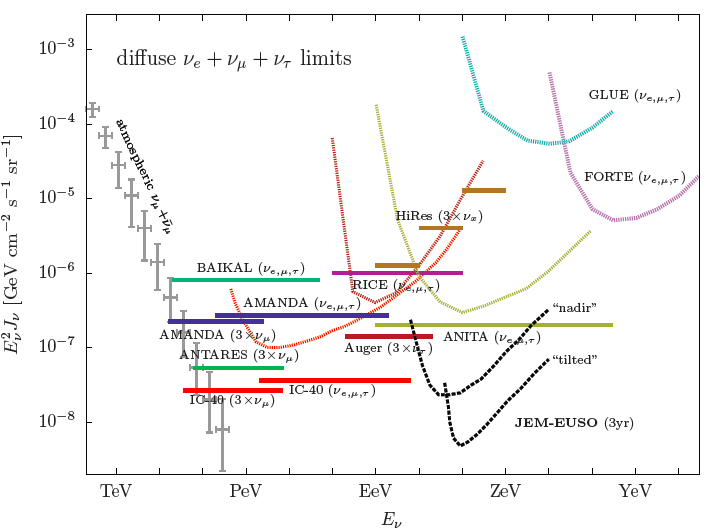 diffuse νe + νμ + ντ limits
10−3
10−4
10−5
10−6
10−7
10−8
E²νJν [GeV cm−2 s−1 sr−1]
atmospheric νμ+ν̄μ
GLUE (νe,μ,τ)
FORTE (νe,μ,τ)
HiRes (3×νx)
BAIKAL (νe,μ,τ)
RICE (νe,μ,τ)
AMANDA (νe,μ,τ)
"nadir"
AMANDA (3×νμ)
ANITA (νe,μ,τ)
Auger (3×ντ)
ANTARES (3×νμ)
"tilted"
IC-40 (νe,μ,τ)
IC-40 (3×νμ)
JEM-EUSO (3yr)
TeV PeV EeV ZeV YeV
Eν